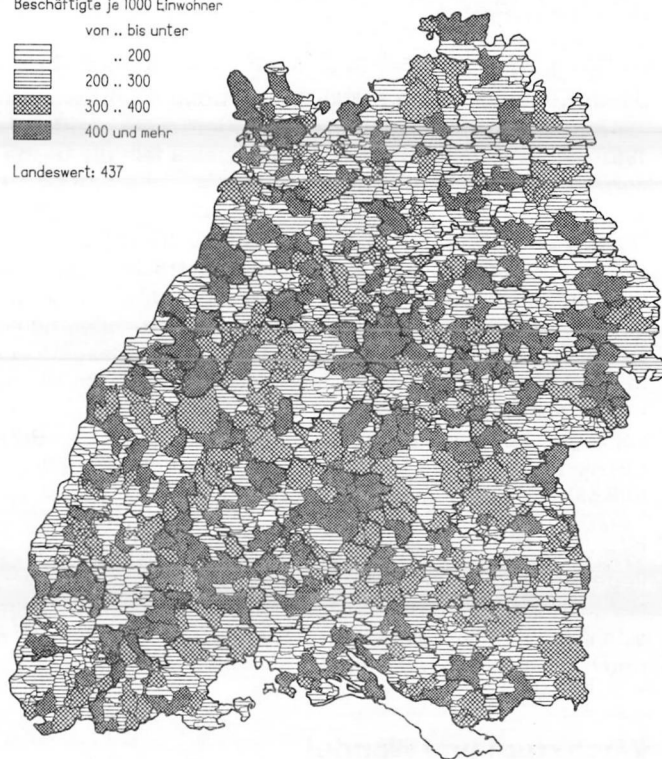 Beschäftigte je 1000 Einwohner
von .. bis unter
.. 200
200 .. 300
300 .. 400
400 und mehr
Landeswert: 437